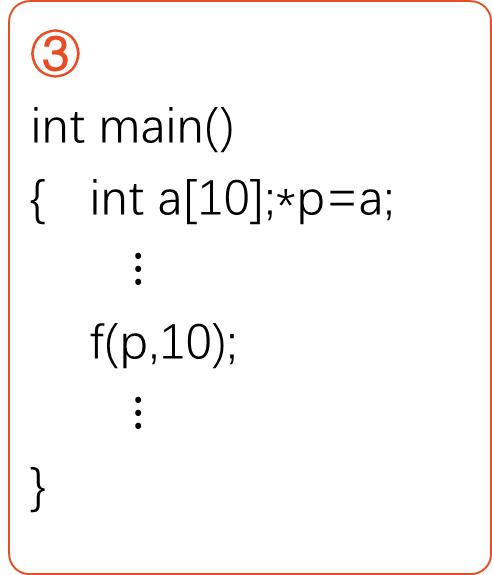 ③
int main()
{ int a[10];*p=a;
⋮
f(p,10);
⋮
}